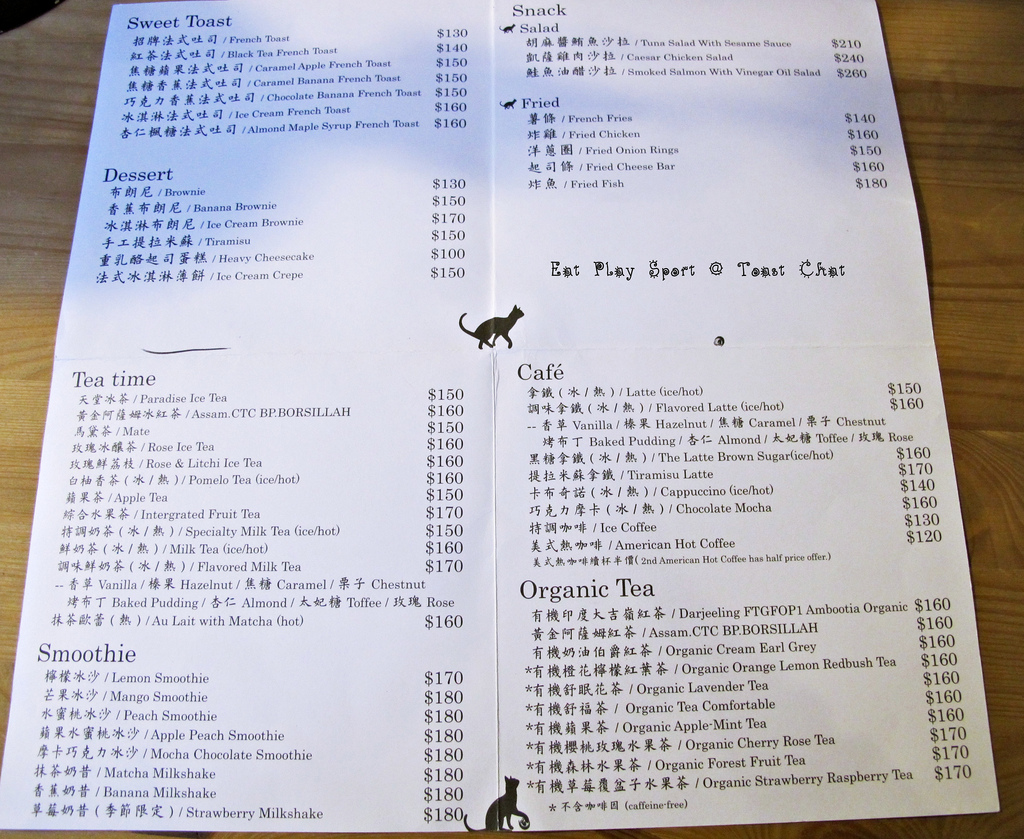 Sweet Toast
招牌法式吐司 / French Toast $130
紅茶法式吐司 / Black Tea French Toast $140
焦糖蘋果法式吐司 / Caramel Apple French Toast $150
焦糖香蕉法式吐司 / Caramel Banana French Toast $150
巧克力香蕉法式吐司 / Chocolate Banana French Toast $150
冰淇淋法式吐司 / Ice Cream French Toast $160
杏仁楓糖法式吐司 / Almond Maple Syrup French Toast $160
Dessert
布朗尼 / Brownie $130
香蕉布朗尼 / Banana Brownie $150
冰淇淋布朗尼 / Ice Cream Brownie $170
手工提拉米蘇 / Tiramisu $150
重乳酪起司蛋糕 / Heavy Cheesecake $100
法式冰淇淋薄餅 / Ice Cream Crepe $150
Snack
Salad
胡麻醬鮪魚沙拉 / Tuna Salad With Sesame Sauce $210
凱薩雞肉沙拉 / Caesar Chicken Salad $240
鮭魚油醋沙拉 / Smoked Salmon With Vinegar Oil Salad $260
Fried
薯條 / French Fries $140
炸雞 / Fried Chicken $160
洋蔥圈 / Fried Onion Rings $150
起司條 / Fried Cheese Bar $160
炸魚 / Fried Fish $180
Eat Play Sport @ Toast Chat
Tea time
天堂冰茶 / Paradise Ice Tea $150
黃金阿薩姆冰紅茶 / Assam.CTC BP.BORSILLAH $160
馬黛茶 / Mate $150
玫瑰冰釀茶 / Rose Ice Tea $160
玫瑰鮮荔枝 / Rose & Litchi Ice Tea $160
白柚香茶 ( 冰 / 熱 ) / Pomelo Tea (ice/hot) $160
蘋果茶 / Apple Tea $150
綜合水果茶 / Intergrated Fruit Tea $170
特調奶茶 ( 冰 / 熱 ) / Specialty Milk Tea (ice/hot) $150
鮮奶茶 ( 冰 / 熱 ) / Milk Tea (ice/hot) $160
調味鮮奶茶 ( 冰 / 熱 ) / Flavored Milk Tea $170
-- 香草 Vanilla / 榛果 Hazelnut / 焦糖 Caramel / 栗子 Chestnut
烤布丁 Baked Pudding / 杏仁 Almond / 太妃糖 Toffee / 玫瑰 Rose
抹茶歐蕾 ( 熱 ) / Au Lait with Matcha (hot) $160
Smoothie
檸檬冰沙 / Lemon Smoothie $170
芒果冰沙 / Mango Smoothie $180
水蜜桃冰沙 / Peach Smoothie $180
蘋果水蜜桃冰沙 / Apple Peach Smoothie $180
摩卡巧克力冰沙 / Mocha Chocolate Smoothie $180
抹茶奶昔 / Matcha Milkshake $180
香蕉奶昔 / Banana Milkshake $180
草莓奶昔 ( 季節限定 ) / Strawberry Milkshake $180
Café
拿鐵 ( 冰 / 熱 ) / Latte (ice/hot) $150
調味拿鐵 ( 冰 / 熱 ) / Flavored Latte (ice/hot) $160
-- 香草 Vanilla / 榛果 Hazelnut / 焦糖 Caramel / 栗子 Chestnut
烤布丁 Baked Pudding / 杏仁 Almond / 太妃糖 Toffee / 玫瑰 Rose
黑糖拿鐵 ( 冰 / 熱 ) / The Latte Brown Sugar(ice/hot) $160
提拉米蘇拿鐵 / Tiramisu Latte $170
卡布奇諾 ( 冰 / 熱 ) / Cappuccino (ice/hot) $140
巧克力摩卡 ( 冰 / 熱 ) / Chocolate Mocha $160
特調咖啡 / Ice Coffee $130
美式熱咖啡 / American Hot Coffee $120
美式熱咖啡續杯半價 ( 2nd American Hot Coffee has half price offer.)
Organic Tea
有機印度大吉嶺紅茶 / Darjeeling FTGFOP1 Ambootia Organic $160
黃金阿薩姆紅茶 / Assam.CTC BP.BORSILLAH $160
有機奶油伯爵紅茶 / Organic Cream Earl Grey $160
*有機橙花檸檬紅葉茶 / Organic Orange Lemon Redbush Tea $160
*有機舒眠花茶 / Organic Lavender Tea $160
*有機舒福茶 / Organic Tea Comfortable $160
*有機蘋果茶 / Organic Apple-Mint Tea $160
*有機櫻桃玫瑰水果茶 / Organic Cherry Rose Tea $170
*有機森林水果茶 / Organic Forest Fruit Tea $170
*有機草莓覆盆子水果茶 / Organic Strawberry Raspberry Tea $170
* 不含咖啡因 (caffeine-free)